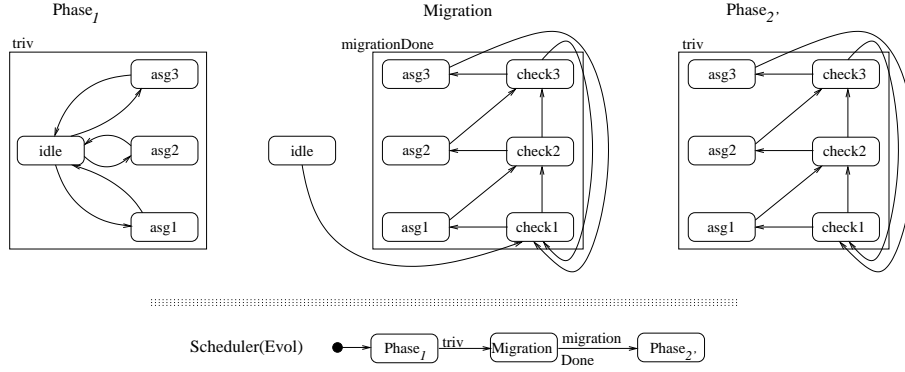 Phase1 Migration Phase2'
triv migrationDone triv
asg3 asg3 check3 asg3 check3
idle asg2 idle asg2 check2 asg2 check2
asg1 asg1 check1 asg1 check1
Scheduler(Evol) Phase1 triv Migration migration Done Phase2'